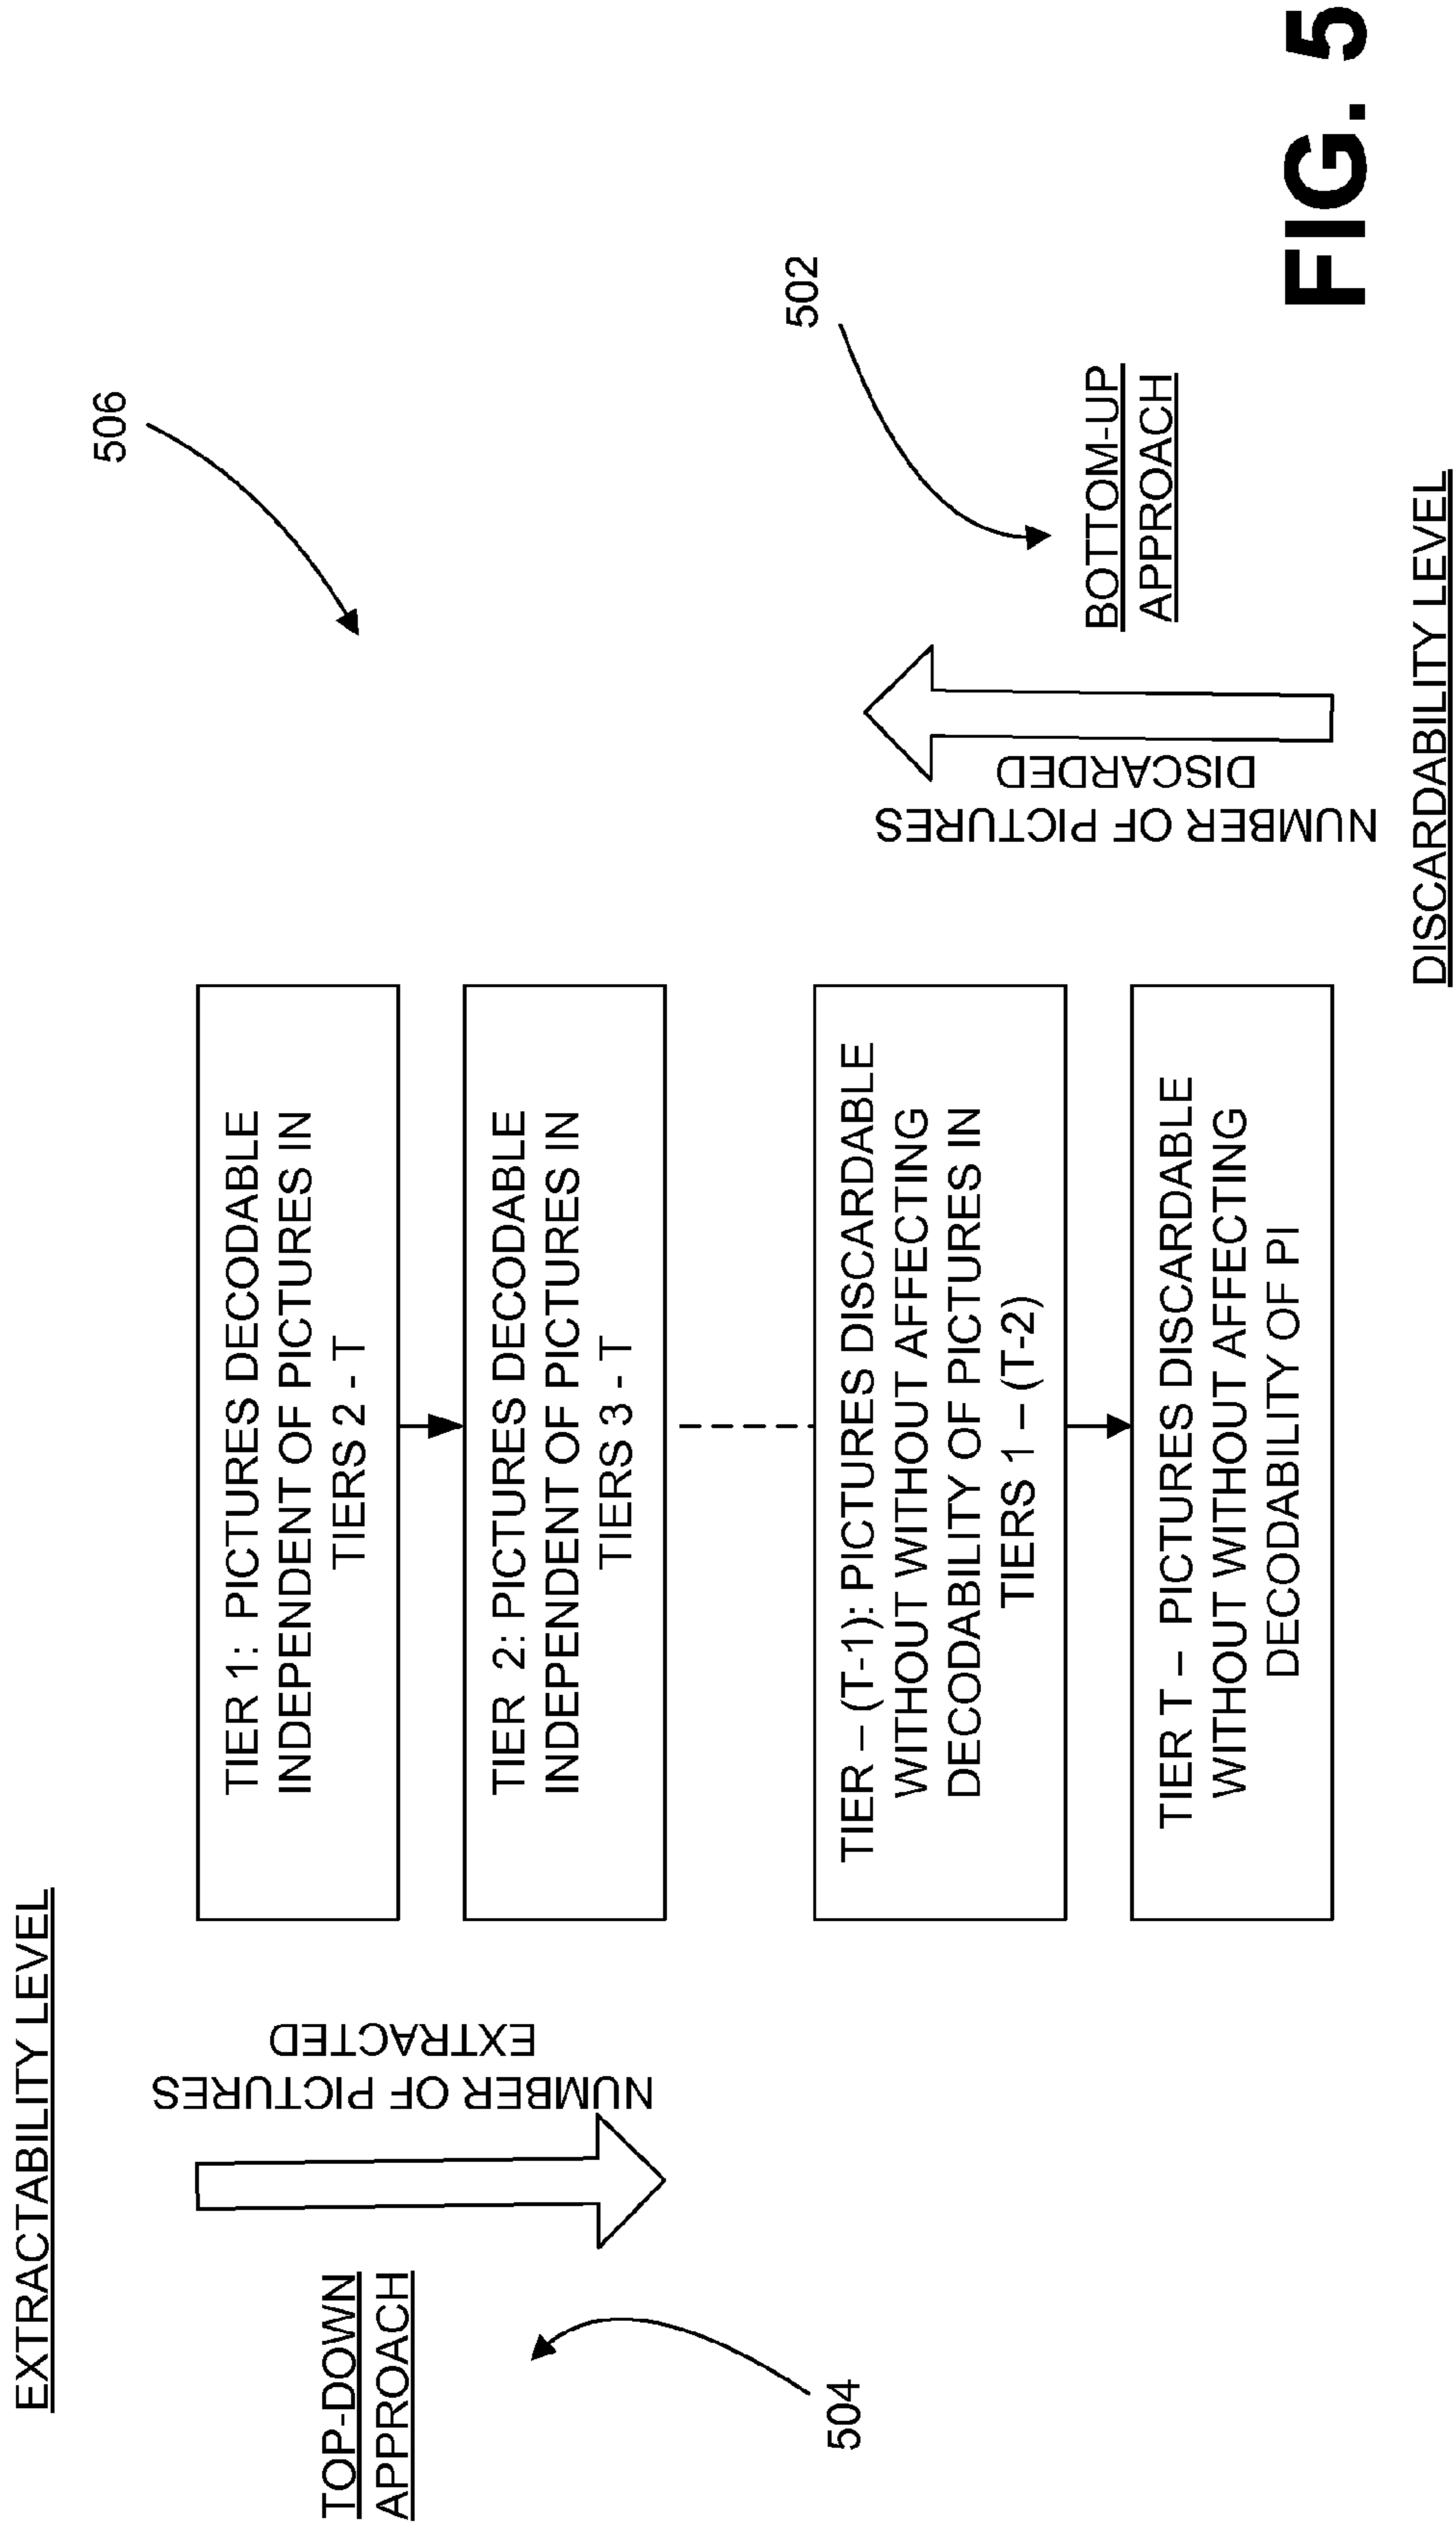 EXTRACTABILITY LEVEL
506
TOP-DOWN
APPROACH
504
NUMBER OF PICTURES
EXTRACTED
TIER 1: PICTURES DECODABLE
INDEPENDENT OF PICTURES IN
TIERS 2 - T
TIER 2: PICTURES DECODABLE
INDEPENDENT OF PICTURES IN
TIERS 3 - T
TIER – (T-1): PICTURES DISCARDABLE
WITHOUT WITHOUT AFFECTING
DECODABILITY OF PICTURES IN
TIERS 1 – (T-2)
TIER T – PICTURES DISCARDABLE
WITHOUT WITHOUT AFFECTING
DECODABILITY OF PI
NUMBER OF PICTURES
DISCARDED
502
BOTTOM-UP
APPROACH
DISCARDABILITY LEVEL
FIG. 5